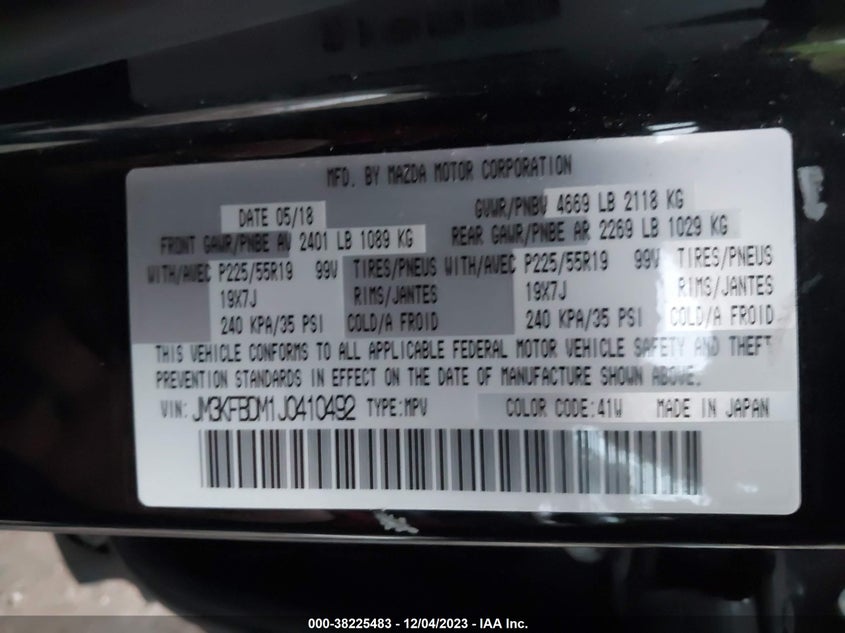 MFD. BY MAZDA MOTOR CORPORATION
DATE 05/18 GVWR/PNBV 4669 LB 2118 KG
FRONT GAWR/PNBE AV 2401 LB 1089 KG REAR GAWR/PNBE AR 2269 LB 1029 KG
WITH/AVEC P225/55R19 99V TIRES/PNEUS WITH/AVEC P225/55R19 99V TIRES/PNEUS
19X7J RIMS/JANTES 19X7J RIMS/JANTES
240 KPA/35 PSI COLD/A FROID 240 KPA/35 PSI COLD/A FROID
THIS VEHICLE CONFORMS TO ALL APPLICABLE FEDERAL MOTOR VEHICLE SAFETY AND THEFT
PREVENTION STANDARDS IN EFFECT ON THE DATE OF MANUFACTURE SHOWN ABOVE.
VIN: JM3KFBDM1J0410492 TYPE:MPV COLOR CODE:41W MADE IN JAPAN
000-38225483 - 12/04/2023 - IAA Inc.